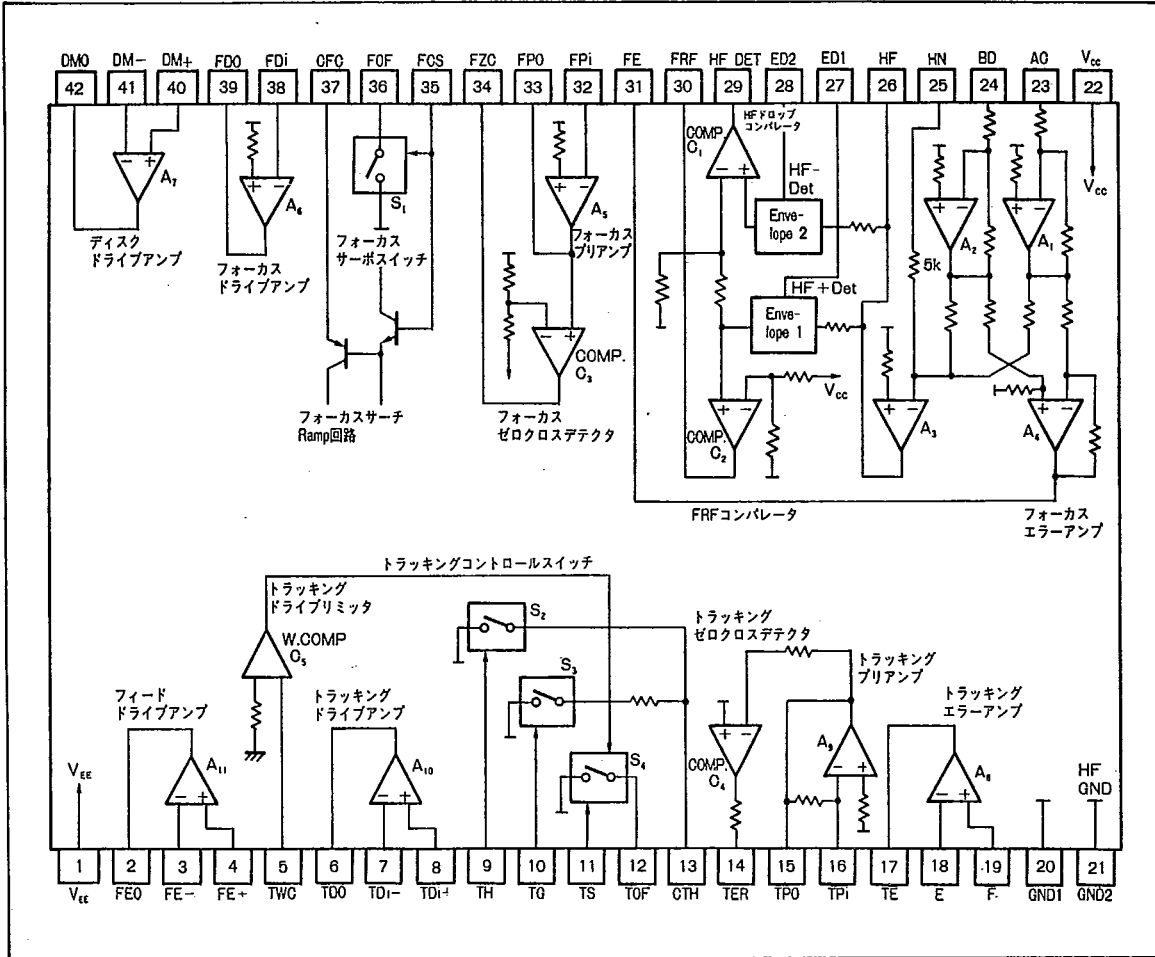 DMO DM- DM+ FDO FDi CFC FOF FCS FZC FPO FPi FE FRF HF DET ED2 ED1 HF HN BD AC Vcc
42 41 40 39 38 37 36 35 34 33 32 31 30 29 28 27 26 25 24 23 22
HFドロップ
コンパレータ
COMP.
C₁
HF-
Det
Enve-
lope 2
HF+Det
Enve-
lope 1
A₇
ディスク
ドライブアンプ
A₆
フォーカス
ドライブアンプ
S₁
フォーカス
サーボスイッチ
フォーカスサーチ
Ramp回路
A₅
フォーカス
プリアンプ
COMP.
C₃
フォーカス
ゼロクロスデテクタ
COMP.
C₂
Vcc
A₂
A₁
Vcc
5k
A₃
A₄
FRFコンパレータ
フォーカス
エラーアンプ
トラッキングコントロールスイッチ
トラッキング
ドライブリミッタ
W.COMP
C₅
フィード
ドライブアンプ
A₁₁
VEE
トラッキング
ドライブアンプ
A₁₀
S₂
S₃
S₄
トラッキング
ゼロクロスデテクタ
COMP.
C₄
トラッキング
プリアンプ
A₉
トラッキング
エラーアンプ
A₈
HF
GND
1 2 3 4 5 6 7 8 9 10 11 12 13 14 15 16 17 18 19 20 21
VEE FEO FE- FE+ TWC TDO TDi- TDi+ TH TG TS TOF CTH TER TPO TPi TE E F GND1 GND2